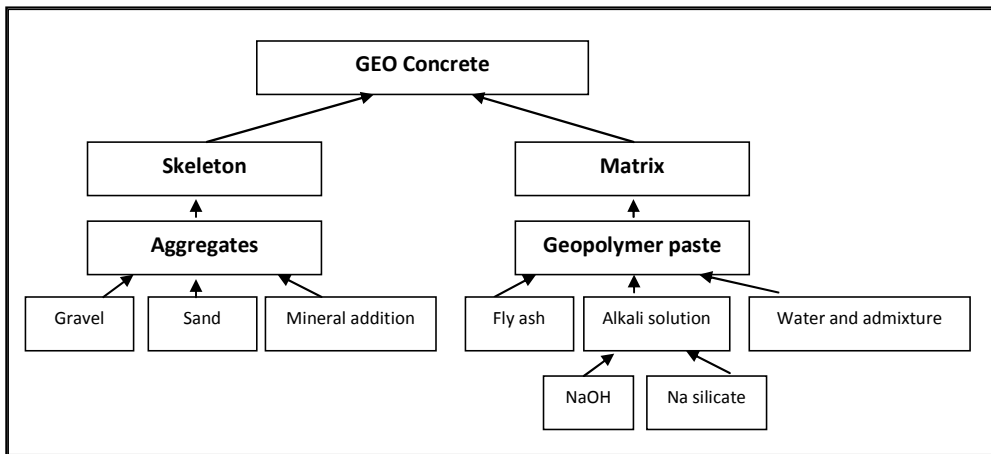 GEO Concrete
Skeleton
Matrix
Aggregates
Geopolymer paste
Gravel
Sand
Mineral addition
Fly ash
Alkali solution
Water and admixture
NaOH
Na silicate